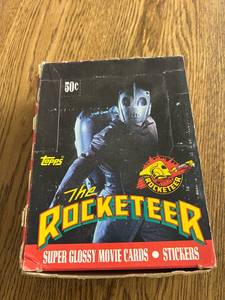 50¢
Topps
ROCKETEER
The
ROCKETEER
SUPER GLOSSY MOVIE CARDS • STICKERS